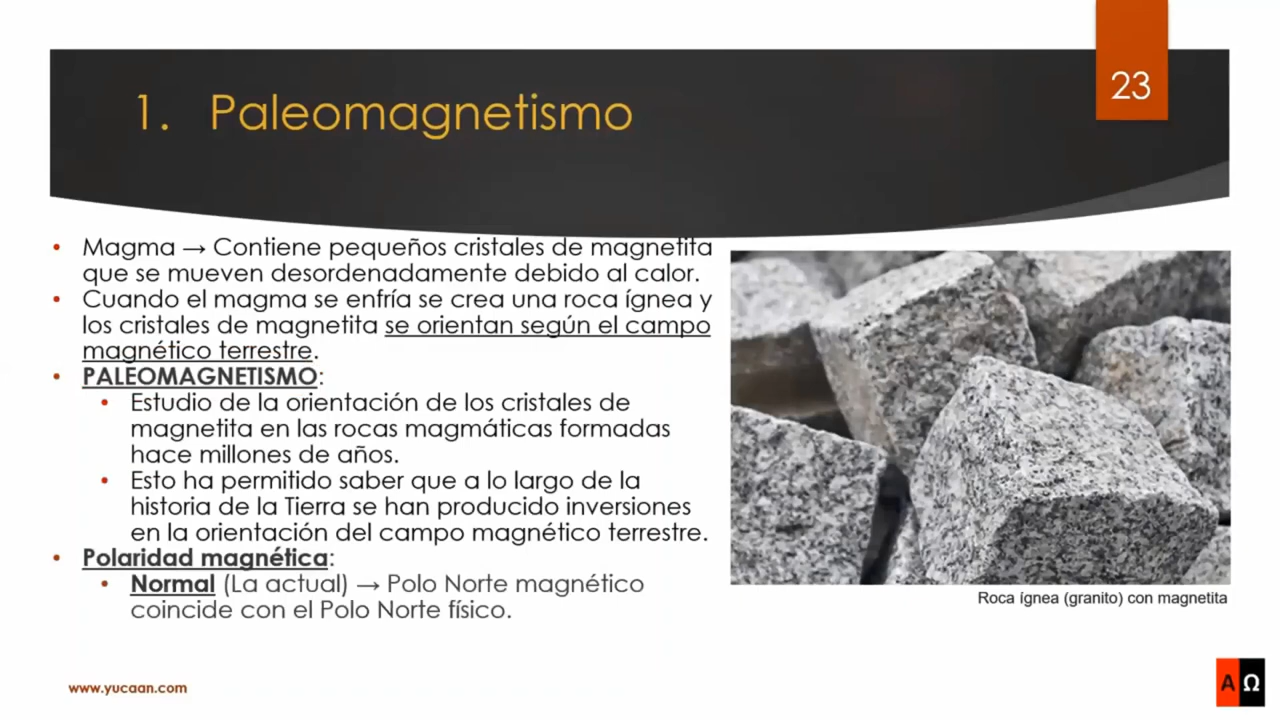 23
1. Paleomagnetismo
• Magma → Contiene pequeños cristales de magnetita
que se mueven desordenadamente debido al calor.
• Cuando el magma se enfría se crea una roca ígnea y
los cristales de magnetita se orientan según el campo
magnético terrestre.
• PALEOMAGNETISMO:
• Estudio de la orientación de los cristales de
magnetita en las rocas magmáticas formadas
hace millones de años.
• Esto ha permitido saber que a lo largo de la
historia de la Tierra se han producido inversiones
en la orientación del campo magnético terrestre.
• Polaridad magnética:
• Normal (La actual) → Polo Norte magnético
coincide con el Polo Norte físico.
Roca ígnea (granito) con magnetita
www.yucaan.com
ΑΩ